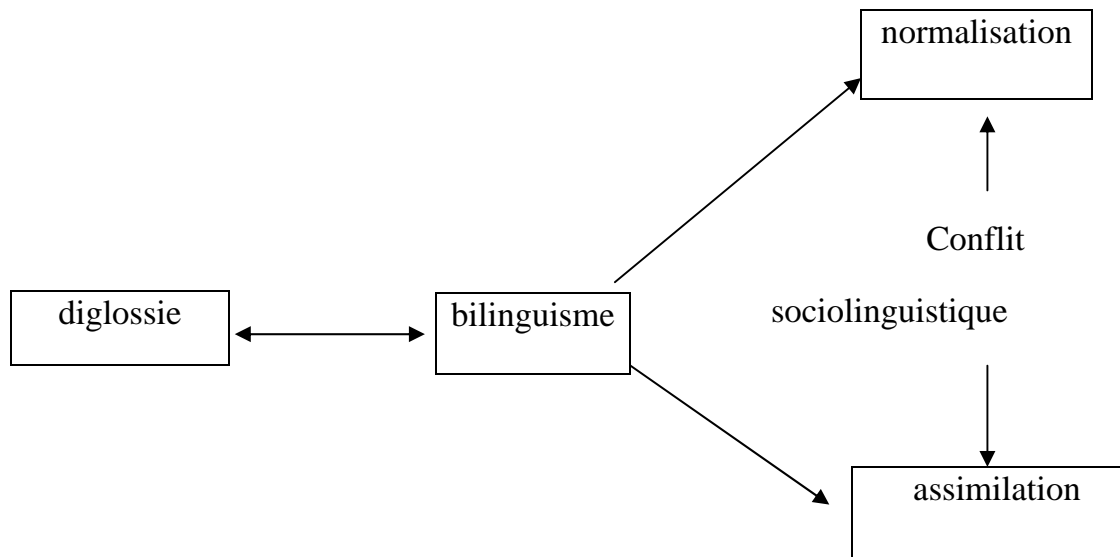 normalisation
Conflit
diglossie
bilinguisme
sociolinguistique
assimilation